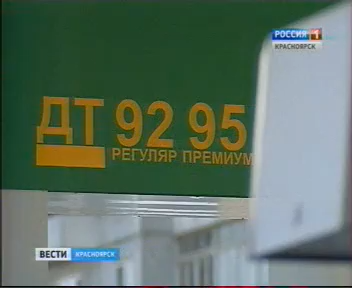 РОССИЯ 1
КРАСНОЯРСК
ДТ 92 95
РЕГУЛЯР ПРЕМИУМ
ВЕСТИ КРАСНОЯРСК